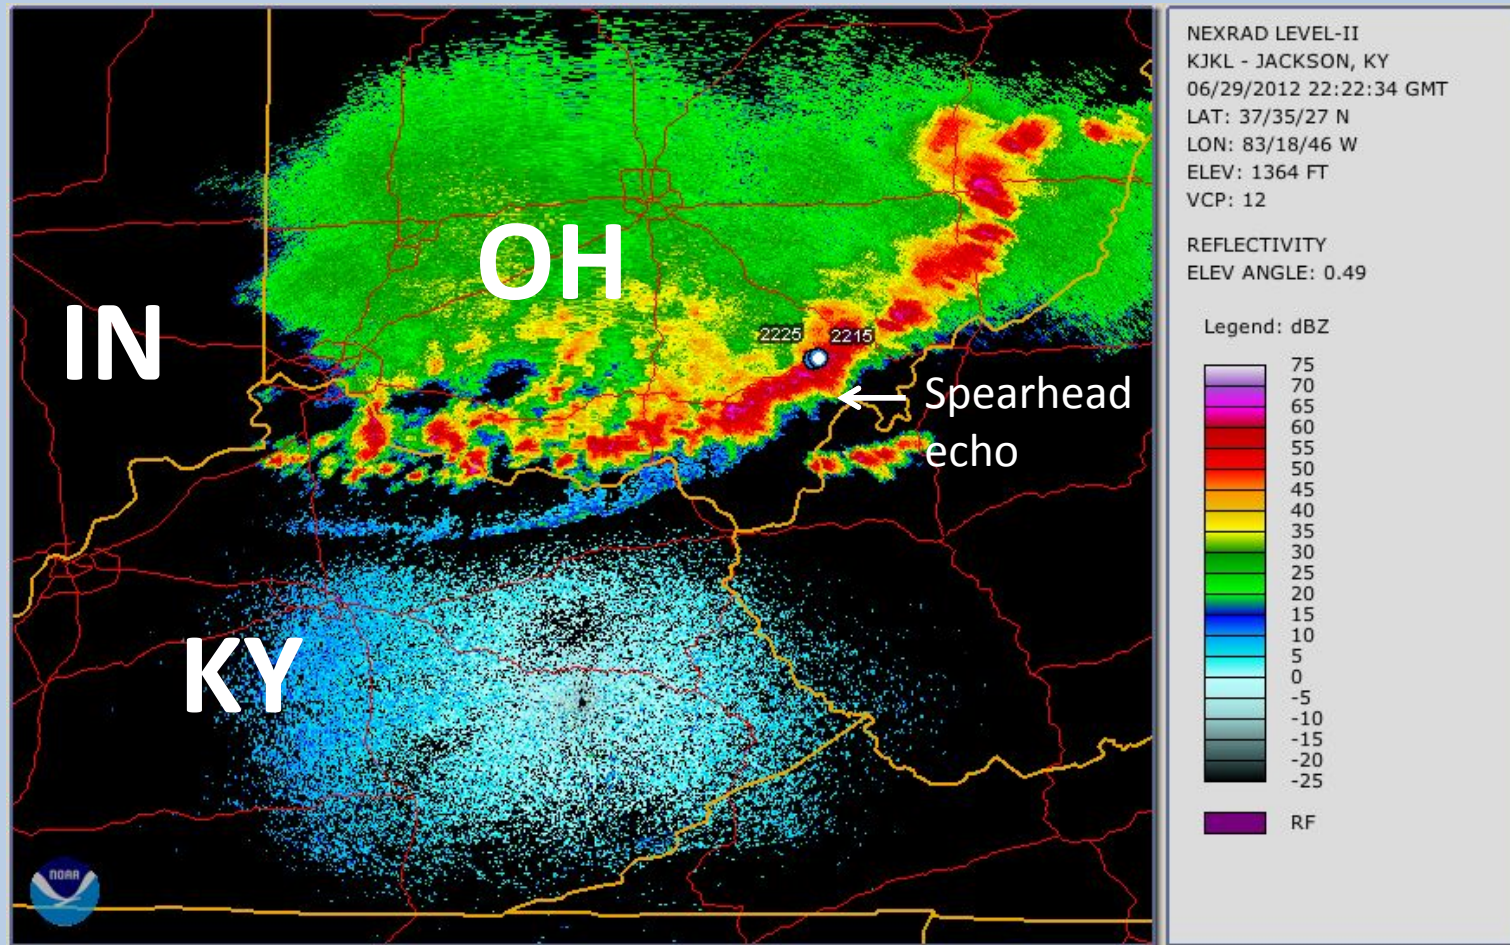 OH
IN
2225 2215
Spearhead
echo
KY
NOAA
NEXRAD LEVEL-II
KJKL - JACKSON, KY
06/29/2012 22:22:34 GMT
LAT: 37/35/27 N
LON: 83/18/46 W
ELEV: 1364 FT
VCP: 12
REFLECTIVITY
ELEV ANGLE: 0.49
Legend: dBZ
75
70
65
60
55
50
45
40
35
30
25
20
15
10
5
0
-5
-10
-15
-20
-25
RF